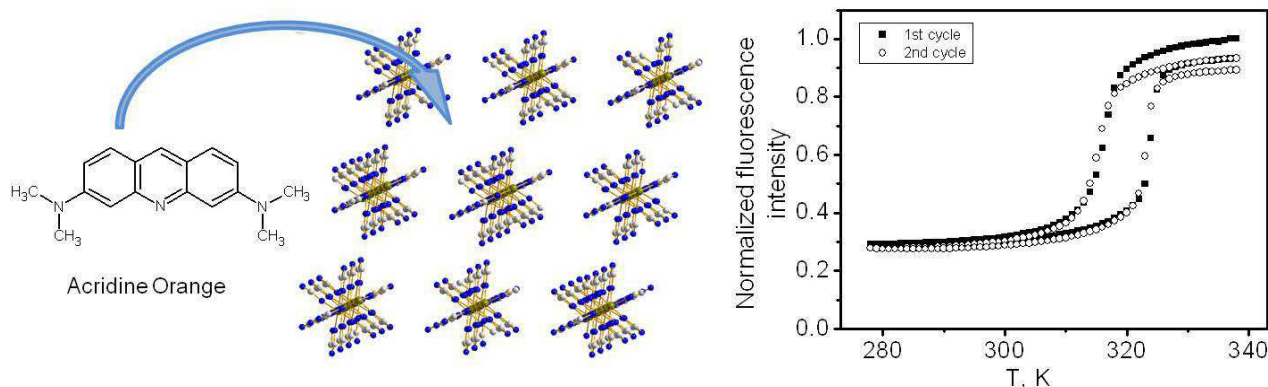 H₃C
N
CH₃
N
N
CH₃
CH₃
Acridine Orange
Normalized fluorescence
intensity
1.0
0.8
0.6
0.4
0.2
0.0
1st cycle
2nd cycle
280
300
320
340
T, K